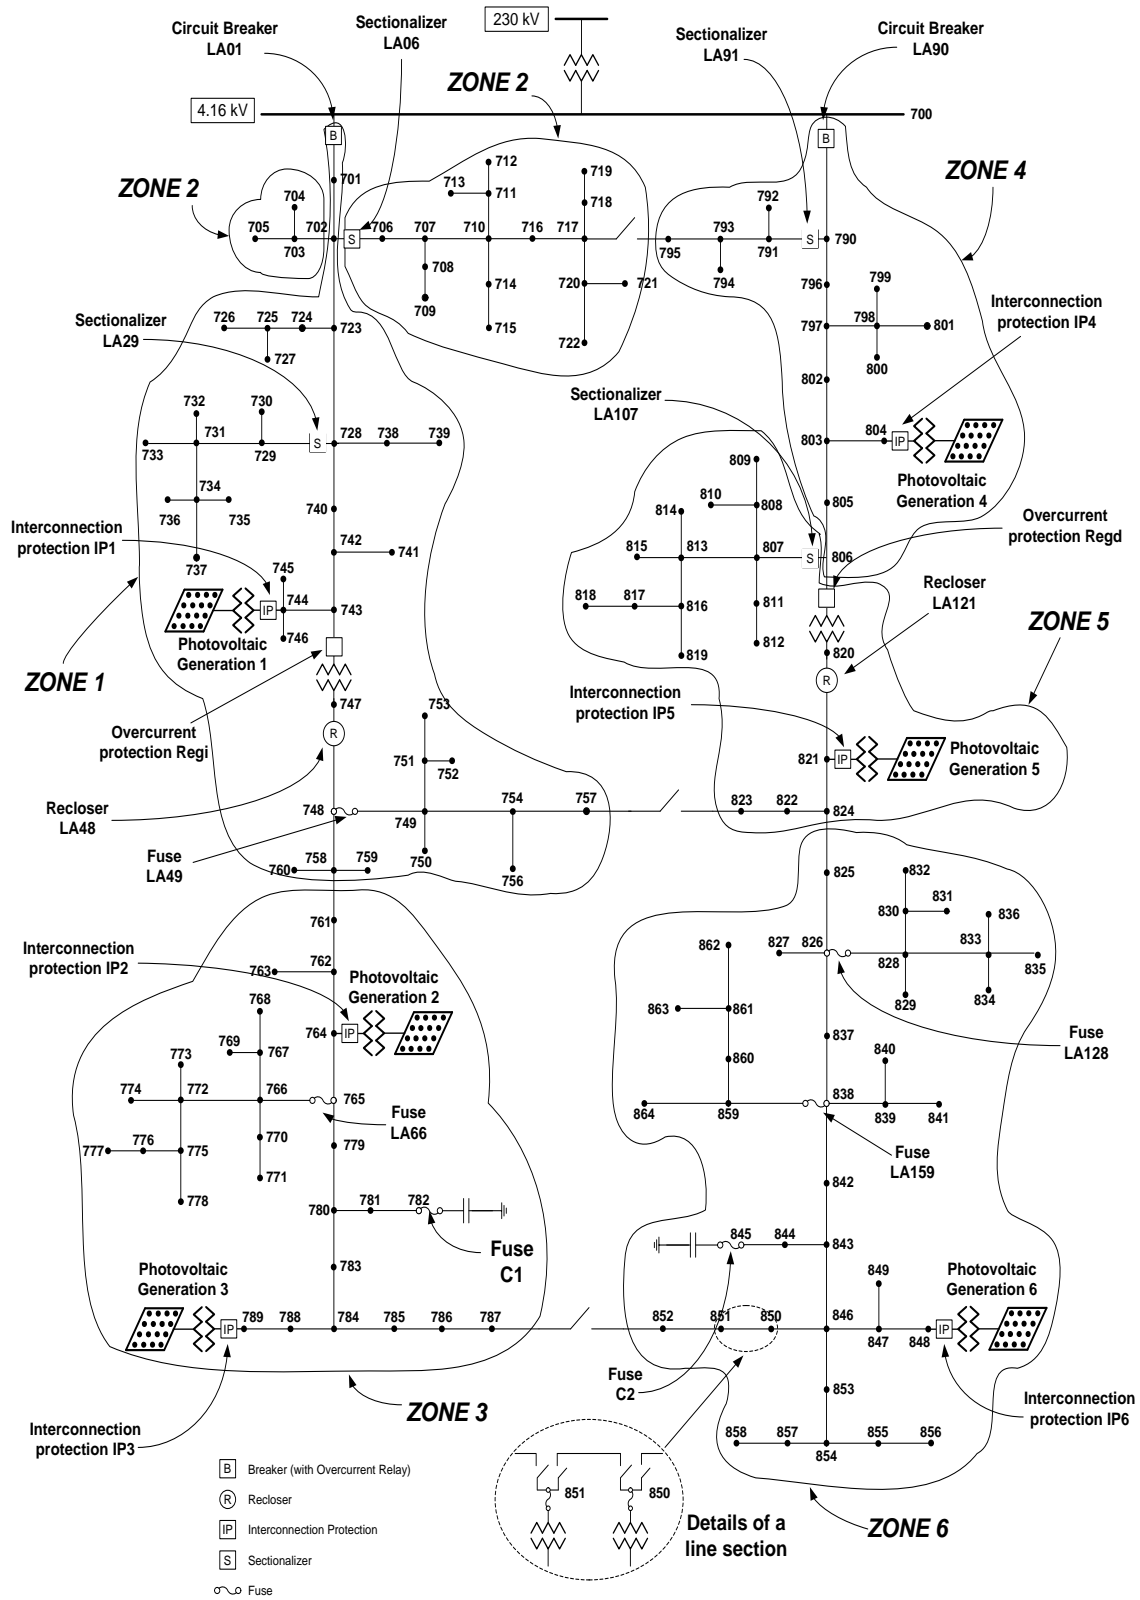 230 kV
Circuit Breaker
LA01
Sectionalizer
LA06
Sectionalizer
LA91
Circuit Breaker
LA90
ZONE 2
4.16 kV
700
B
B
ZONE 2
ZONE 4
701
704
705
703
702
S
706
707
708
709
710
711
712
713
714
715
716
717
718
719
720
721
722
795
793
794
792
791
S
790
796
797
798
799
800
801
802
Interconnection
protection IP4
Sectionalizer
LA29
726
725
724
723
727
732
730
731
733
729
S
728
738
739
734
736
735
737
740
742
741
Sectionalizer
LA107
803
804
IP
Photovoltaic
Generation 4
805
809
810
808
814
815
813
807
S
806
818
817
816
811
812
819
Overcurrent
protection Regd
Recloser
LA121
ZONE 5
820
R
Interconnection
protection IP1
745
IP
744
743
746
Photovoltaic
Generation 1
ZONE 1
747
R
Overcurrent
protection Regi
Recloser
LA48
Fuse
LA49
753
751
752
748
749
754
757
750
756
758
759
760
Interconnection
protection IP5
821
IP
Photovoltaic
Generation 5
823
822
824
825
761
Interconnection
protection IP2
763
762
764
IP
Photovoltaic
Generation 2
768
769
767
773
774
772
766
765
Fuse
LA66
777
776
775
770
771
778
779
780
781
782
Fuse
C1
783
Photovoltaic
Generation 3
IP
789
788
784
785
786
787
ZONE 3
Interconnection
protection IP3
832
830
831
836
833
827
826
828
835
829
834
862
863
861
860
864
859
837
Fuse
LA128
840
838
839
841
Fuse
LA159
842
845
844
843
849
Photovoltaic
Generation 6
852
851
850
846
847
848
IP
Fuse
C2
853
858
857
854
855
856
Interconnection
protection IP6
ZONE 6
851
850
Details of a
line section
B Breaker (with Overcurrent Relay)
R Recloser
IP Interconnection Protection
S Sectionalizer
Fuse